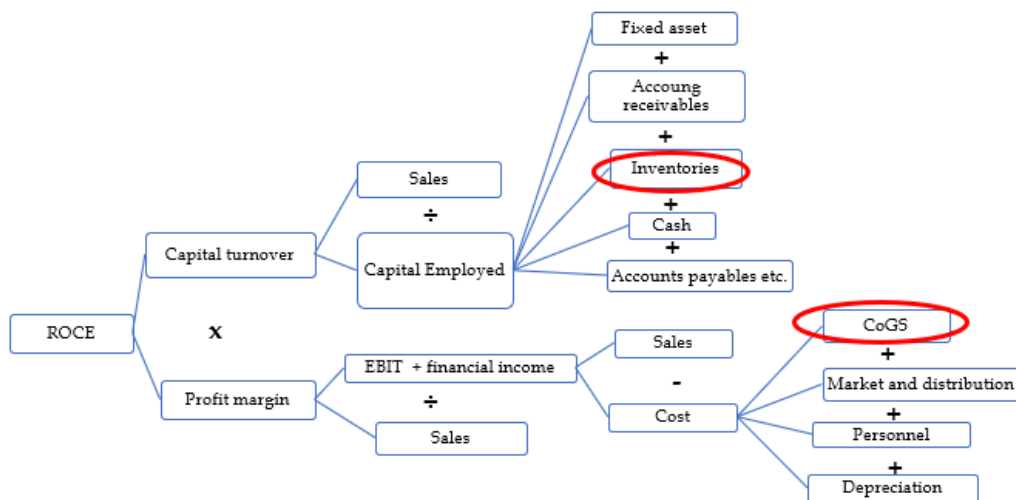 Fixed asset
+
Accoung
receivables
+
Inventories
+
Cash
+
Accounts payables etc.
Sales
÷
Capital Employed
Capital turnover
ROCE
x
Profit margin
EBIT + financial income
÷
Sales
Sales
-
Cost
CoGS
+
Market and distribution
+
Personnel
+
Depreciation